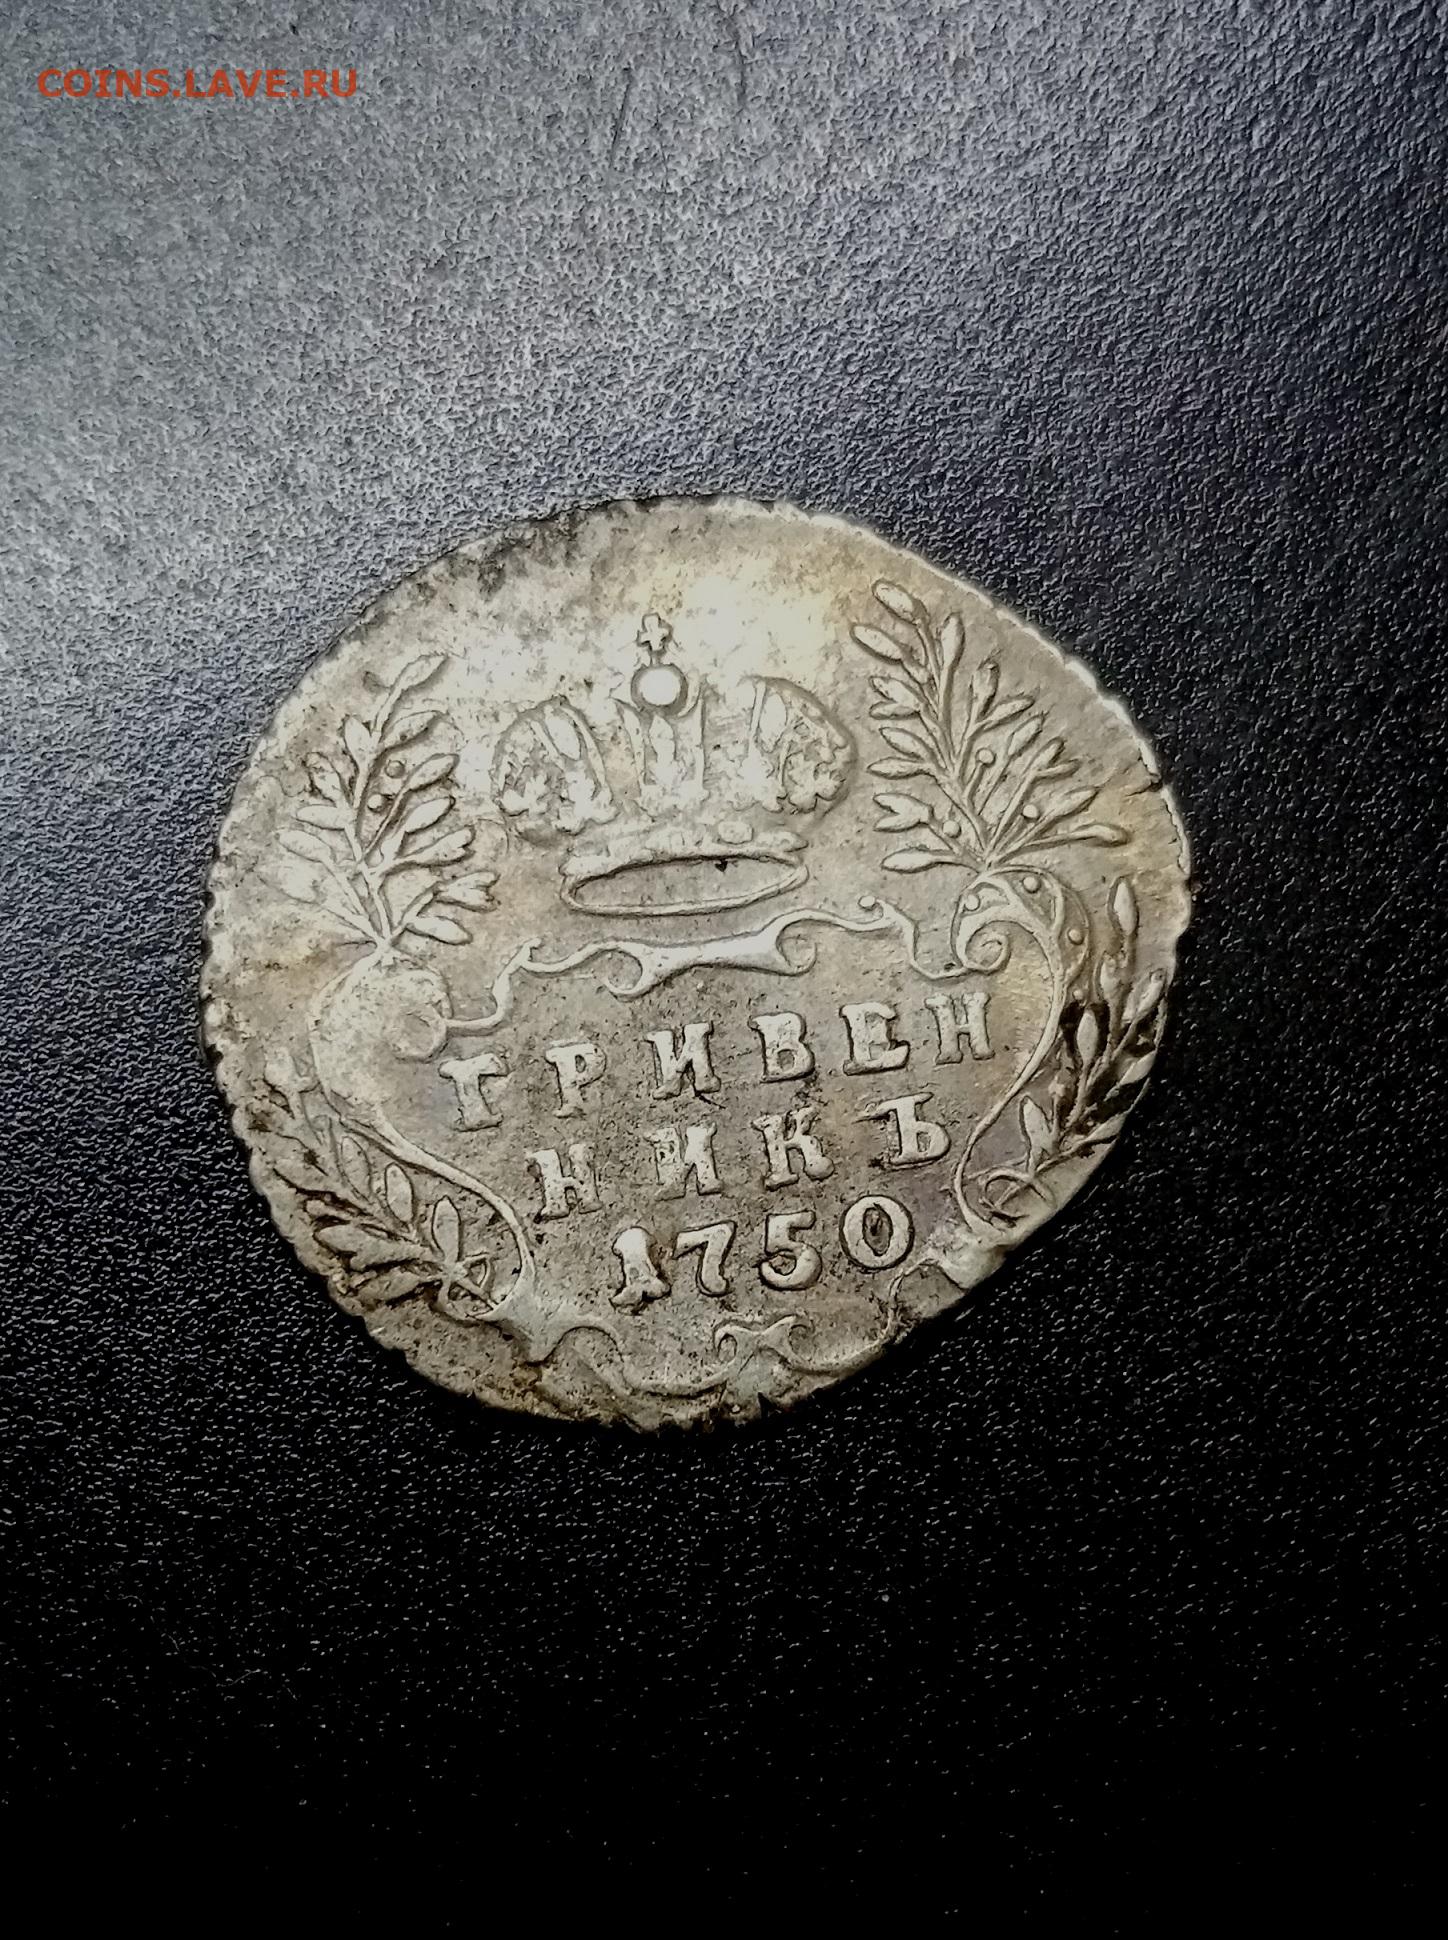 COINS.LAVE.RU
ГРИВЕН
НИКЪ
1750